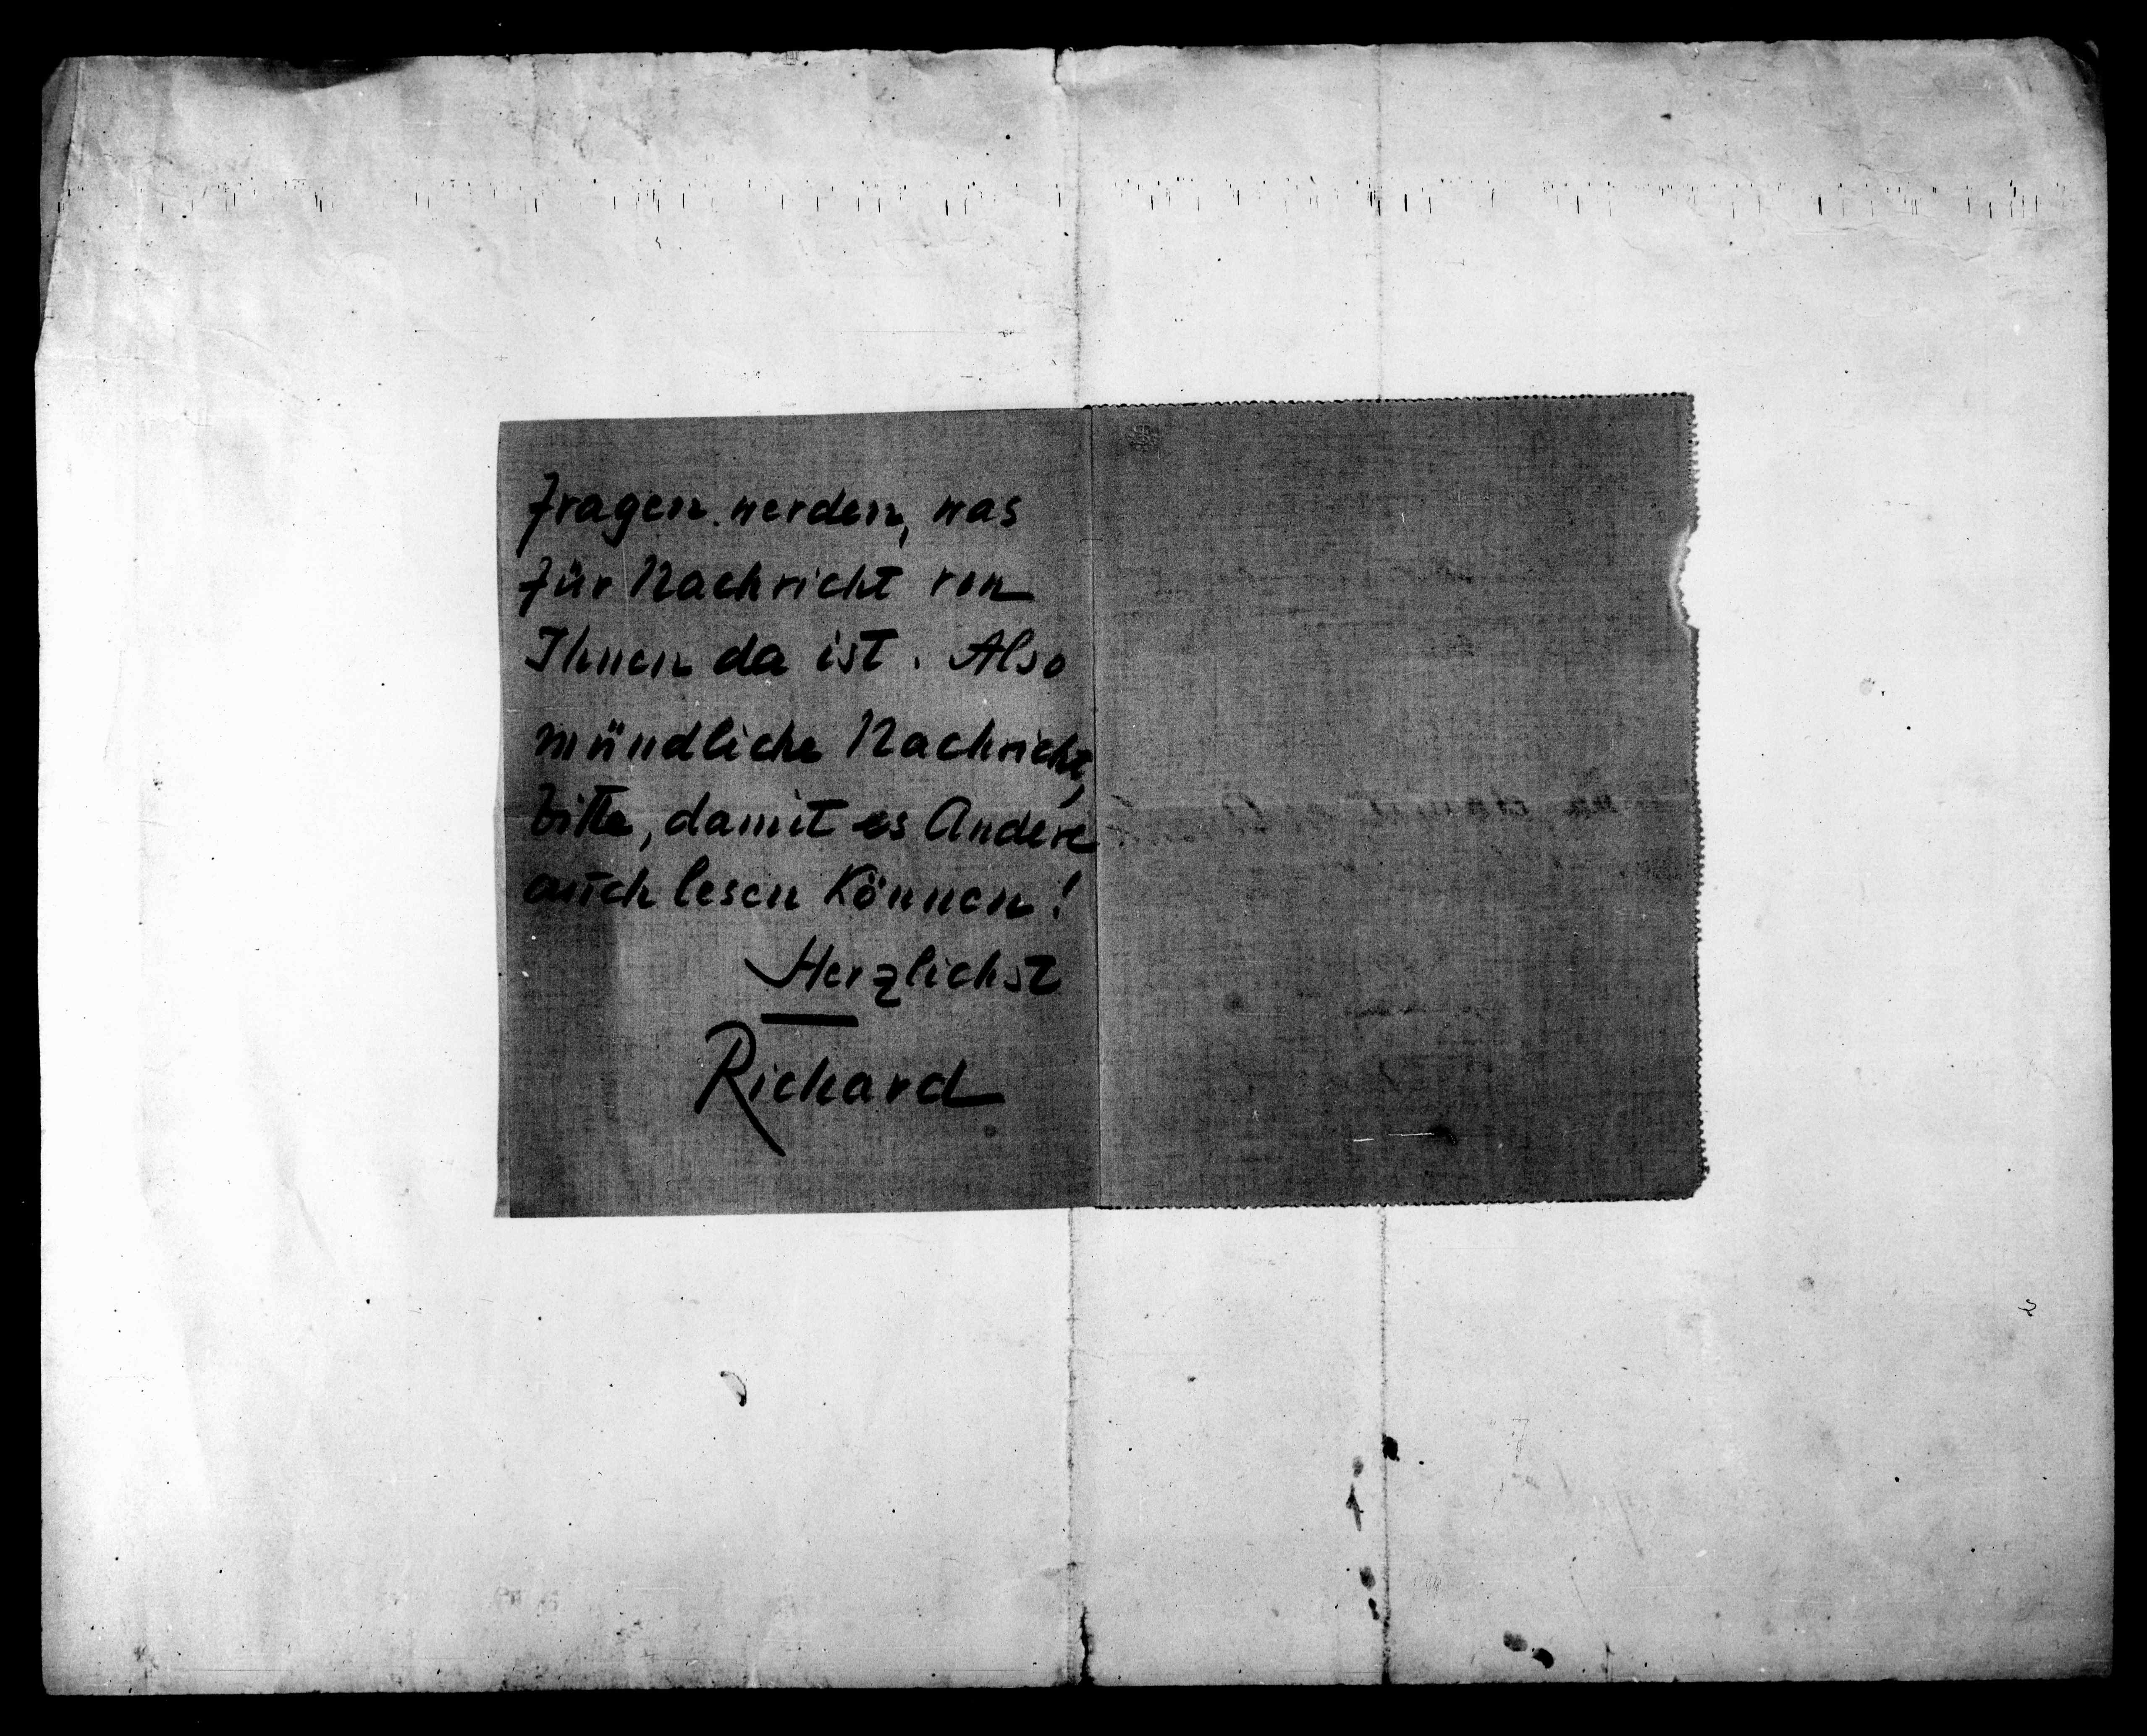 fragen werden, was
für Nachricht von
Ihnen da ist. Also
mündliche Nachricht,
bitte, damit es Andere
auch lesen können!
Herzlichst
Richard